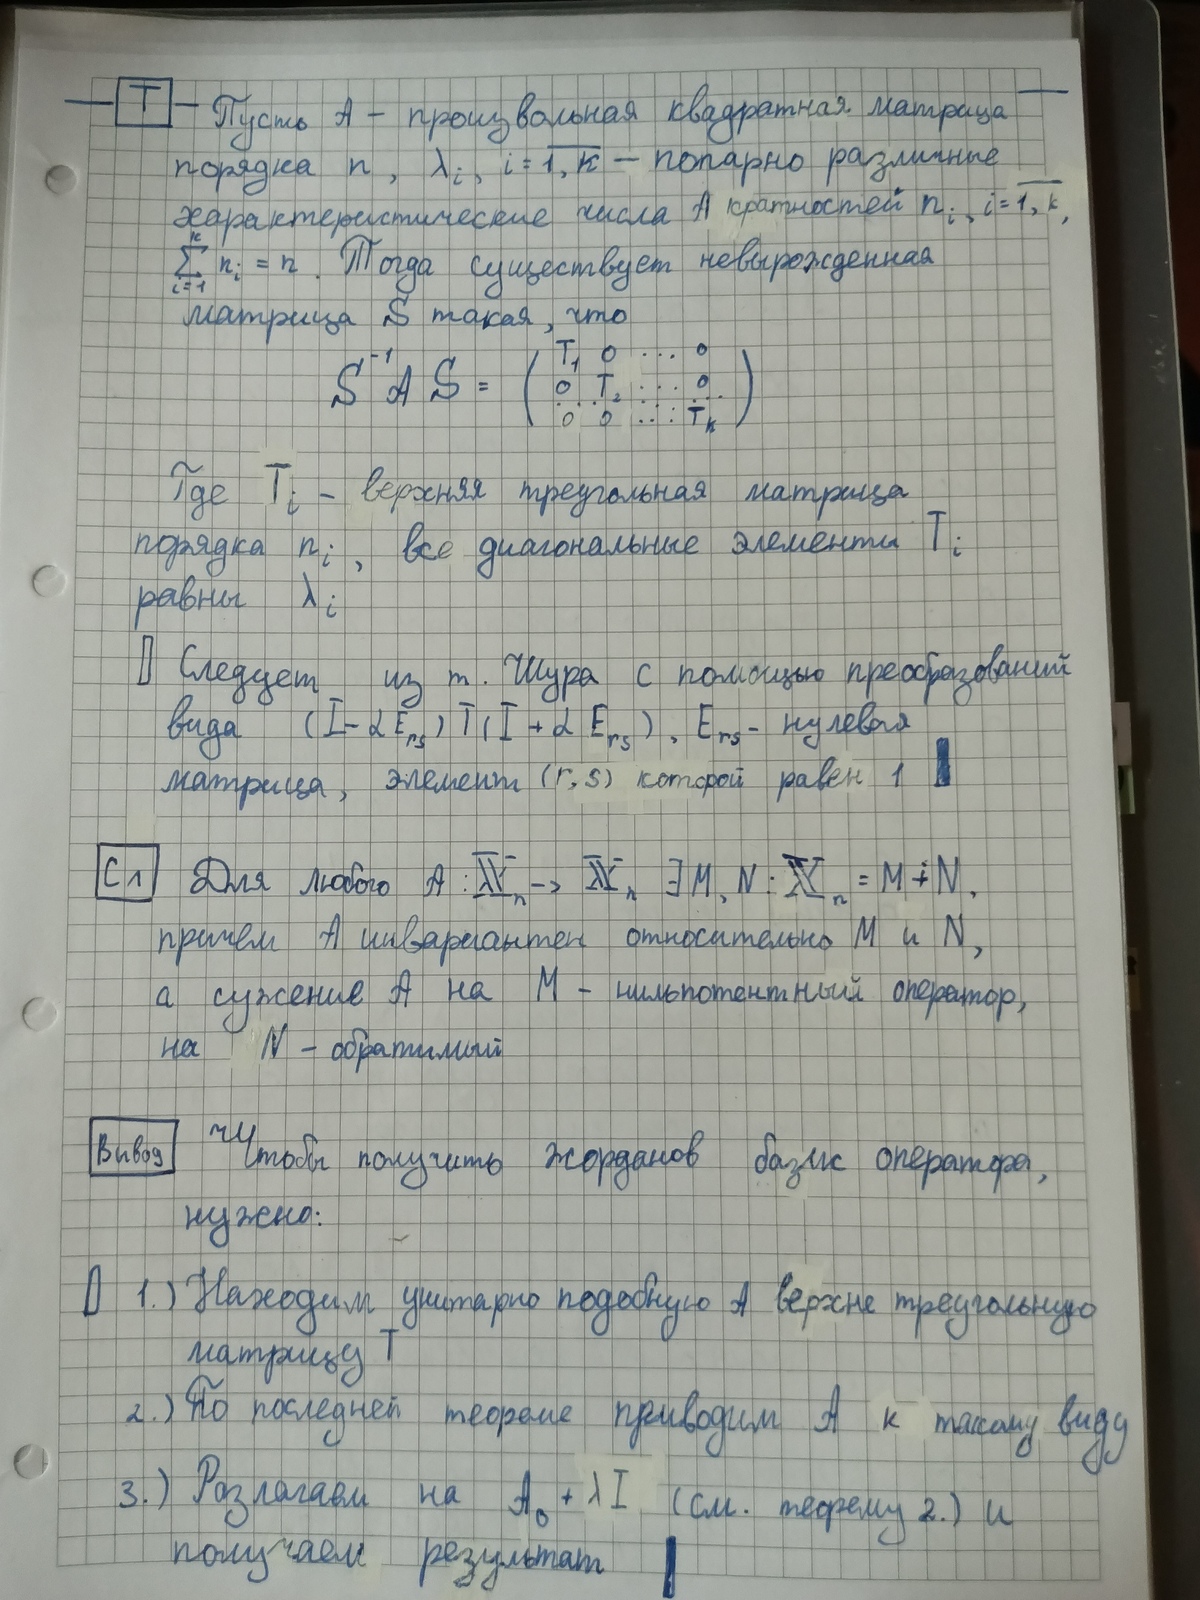 Т Пусть A – произвольная квадратная матрица
порядка n, λi, i = 1,k – попарно различные
характеристические числа A кратностей ni, i = 1,k,
∑ ni = n. Тогда существует невырожденная
матрица S такая, что
S⁻¹ A S = ( T1 0 ... 0
0 T2 ... 0
0 0 ... Tk )
Где Ti – верхняя треугольная матрица
порядка ni, все диагональные элементы Ti
равны λi
Следует из т. Шура с помощью преобразований
вида (I – αErs) T (I + αErs), Ers – нулевая
матрица, элемент (r,s) которой равен 1
Сл Для любого A : Xn → Xn ∃ M, N : Xn = M ∔ N,
причем A инвариантен относительно M и N,
а сужение A на M – нильпотентный оператор,
на N – обратимый
Вывод Чтобы получить жорданов базис оператора,
нужно:
1.) Находим унитарно подобную A верхне треугольную
матрицу T
2.) По последней теореме приводим A к такому виду
3.) Разлагаем на A0 + λI (см. теорему 2.) и
получаем результат